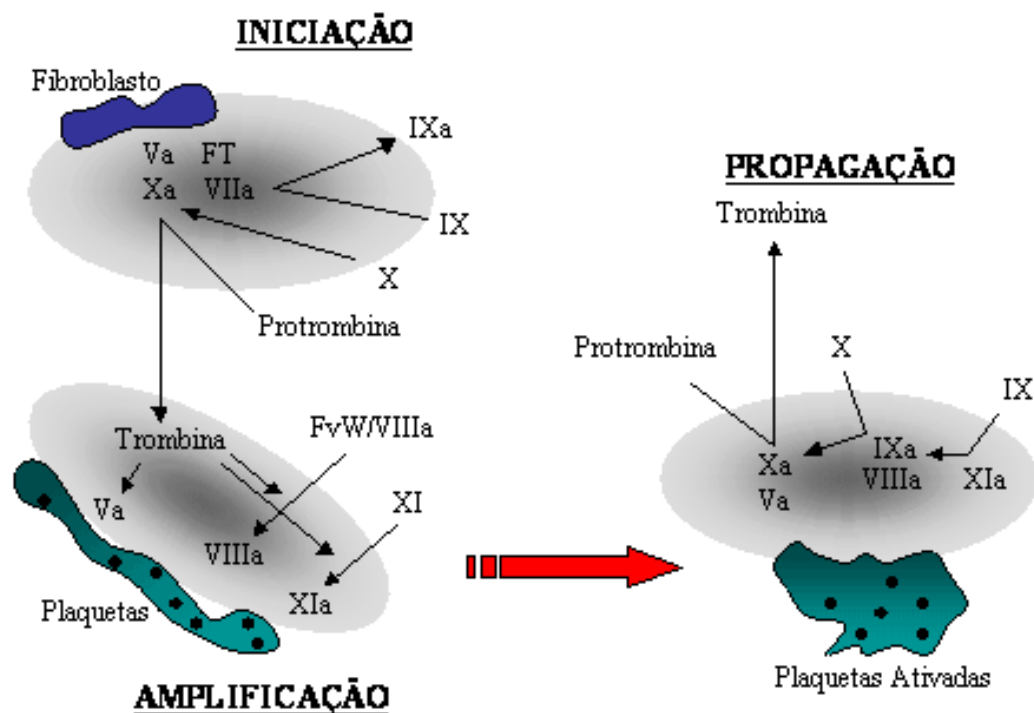 INICIAÇÃO
Fibroblasto
Va FT
Xa VIIa
IXa
IX
X
Protrombina
Trombina
FvW/VIIIa
Va
XI
VIIIa
XIa
Plaquetas
AMPLIFICAÇÃO
PROPAGAÇÃO
Trombina
Protrombina
X
IX
Xa
IXa
Va
VIIIa
XIa
Plaquetas Ativadas